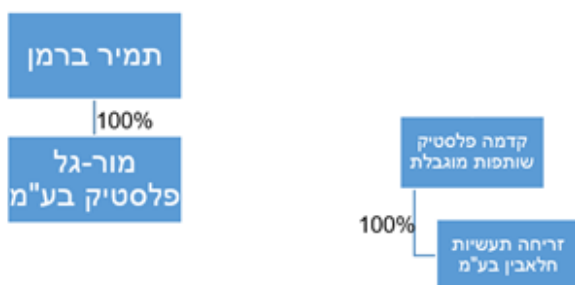 תמיר ברמן
100%
מור-גל
פלסטיק בע"מ
קדמה פלסטיק
שותפות מוגבלת
100%
זריחה תעשיות
חלאבין בע"מ